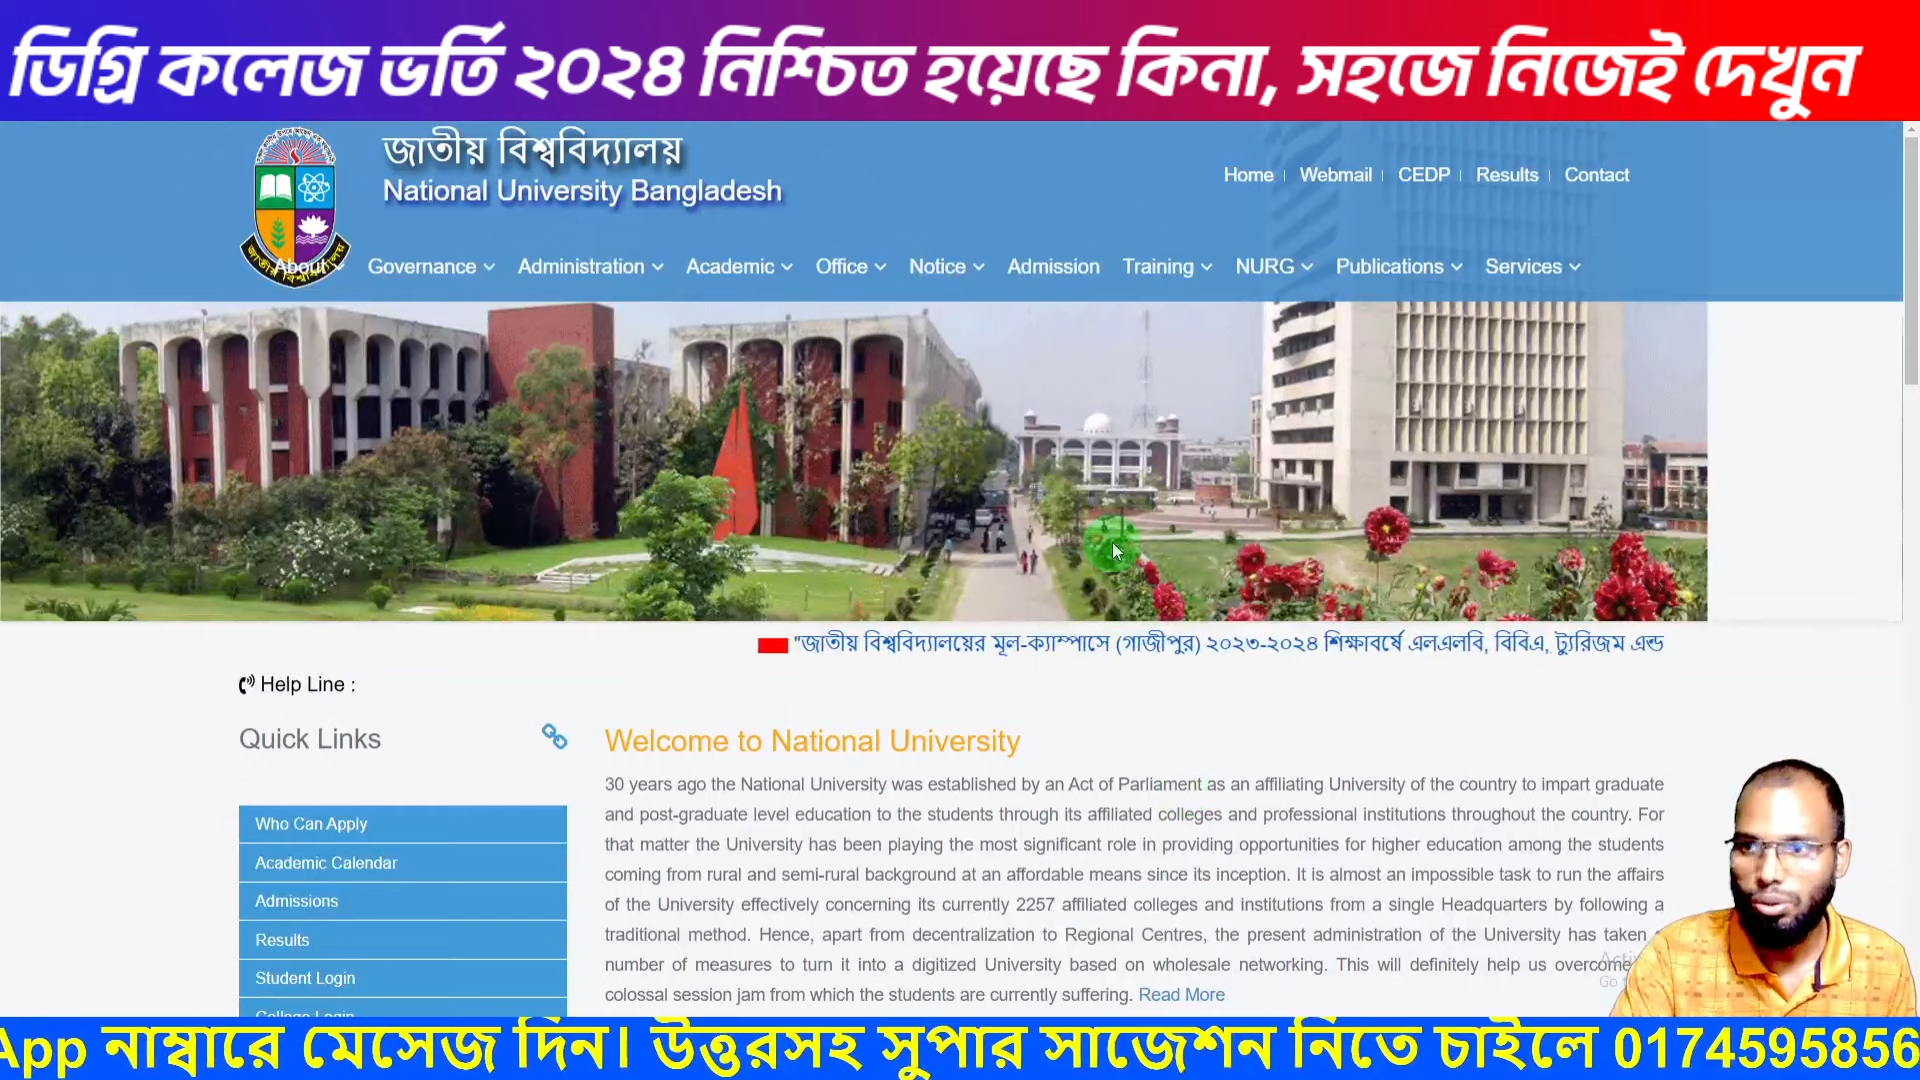 ডিগ্রি কলেজ ভর্তি ২০২৪ নিশ্চিত হয়েছে কিনা, সহজে নিজেই দেখুন
জাতীয় বিশ্ববিদ্যালয়
National University Bangladesh
Home Webmail CEDP Results Contact
জাতীয় বিশ্ববিদ্যালয়
About Governance Administration Academic Office Notice Admission Training NURG Publications Services
"জাতীয় বিশ্ববিদ্যালয়ের মূল-ক্যাম্পাসে (গাজীপুর) ২০২৩-২০২৪ শিক্ষাবর্ষে এলএলবি, বিবিএ, ট্যুরিজম এন্ড
Help Line :
Quick Links
Who Can Apply
Academic Calendar
Admissions
Results
Student Login
College Login
Welcome to National University
30 years ago the National University was established by an Act of Parliament as an affiliating University of the country to impart graduate
and post-graduate level education to the students through its affiliated colleges and professional institutions throughout the country. For
that matter the University has been playing the most significant role in providing opportunities for higher education among the students
coming from rural and semi-rural background at an affordable means since its inception. It is almost an impossible task to run the affairs
of the University effectively concerning its currently 2257 affiliated colleges and institutions from a single Headquarters by following a
traditional method. Hence, apart from decentralization to Regional Centres, the present administration of the University has taken
number of measures to turn it into a digitized University based on wholesale networking. This will definitely help us overcome
colossal session jam from which the students are currently suffering. Read More
App নাম্বারে মেসেজ দিন। উত্তরসহ সুপার সাজেশন নিতে চাইলে 0174595856